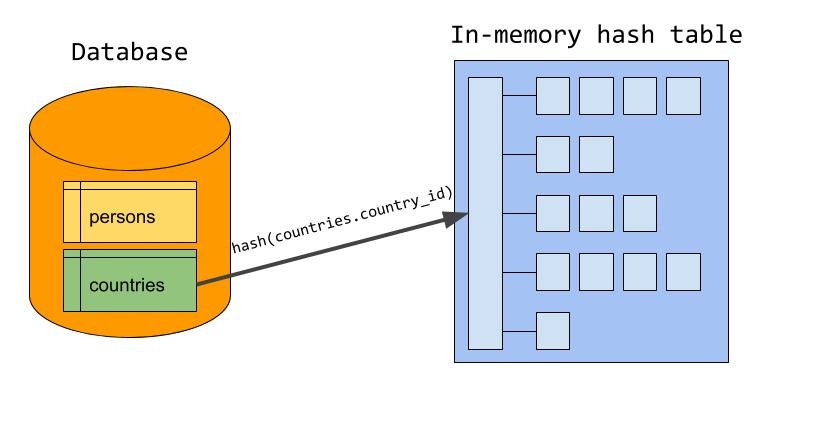 Database
In-memory hash table
persons
countries
hash(countries.country_id)